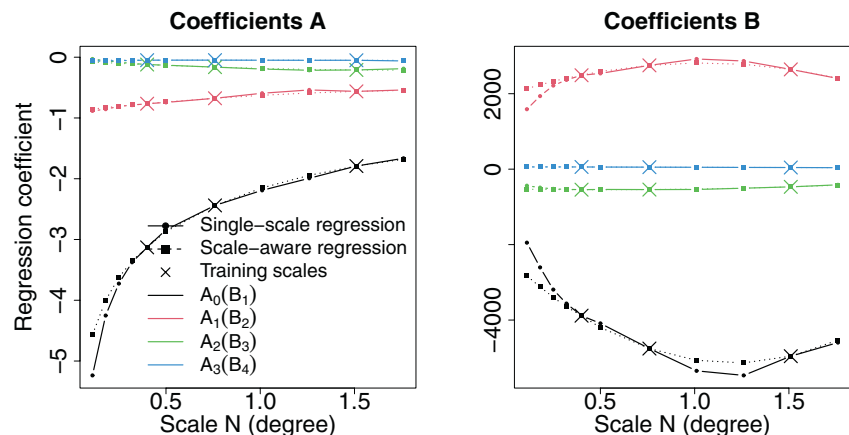 Coefficients A
Coefficients B
Regression coefficient
0
−1
−2
−3
−4
−5
Single−scale regression
Scale−aware regression
Training scales
A0(B1)
A1(B2)
A2(B3)
A3(B4)
0.5 1.0 1.5
Scale N (degree)
2000
0
−4000
0.5 1.0 1.5
Scale N (degree)